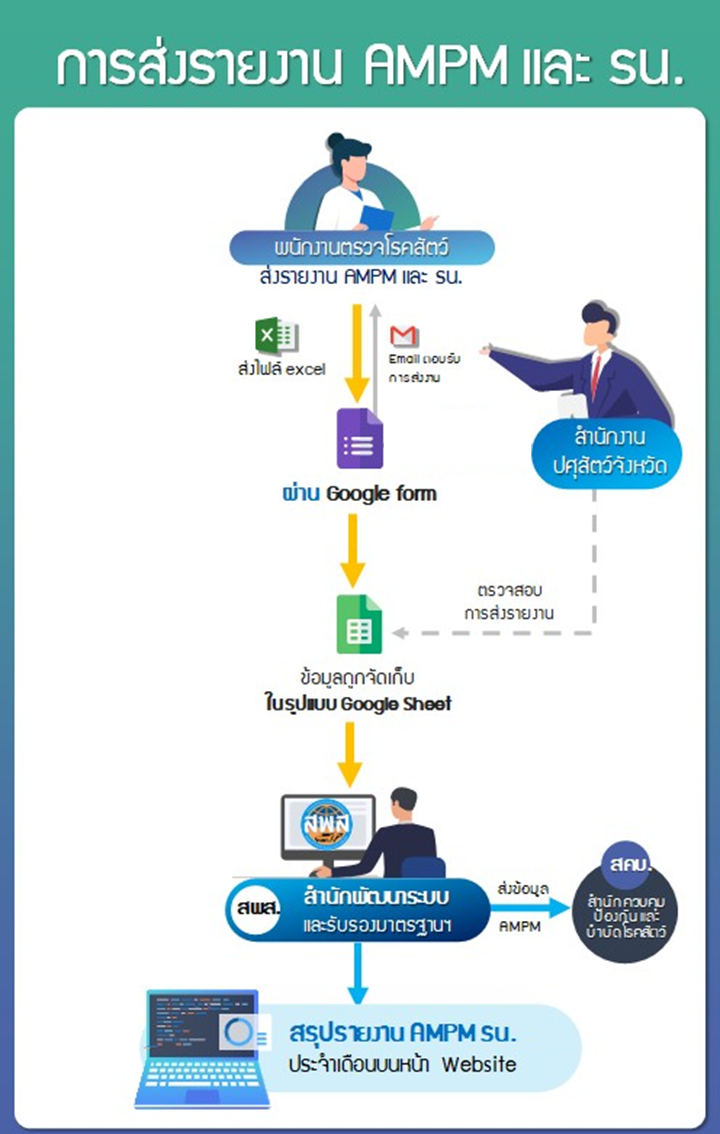 การส่งรายงาน AMPM และ รน.
พนักงานตรวจโรคสัตว์
ส่งรายงาน AMPM และ รน.
ส่งไฟล์ excel
Email ตอบรับ
การส่งงาน
สำนักงาน
ปศุสัตว์จังหวัด
ผ่าน Google form
ตรวจสอบ
การส่งรายงาน
ข้อมูลถูกจัดเก็บ
ในรูปแบบ Google Sheet
สพส
สพส.
สำนักพัฒนาระบบ
และรับรองมาตรฐานฯ
ส่งข้อมูล
AMPM
สคบ.
สำนัก ควบคุม
ป้องกัน และ
บำบัดโรคสัตว์
สรุปรายงาน AMPM รน.
ประจำเดือนบนหน้า Website